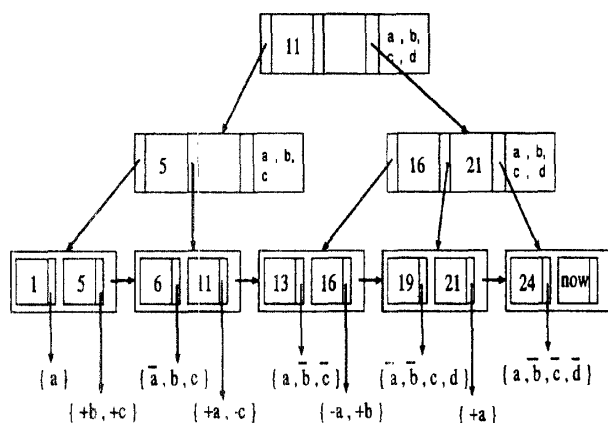 11
a , b,
c , d
5
a , b,
c
16 21
a , b,
c , d
1 5 6 11 13 16 19 21 24 now
{a} {a̅, b, c} {a, b̅, c̅} {a̅, b̅, c, d} {a, b̅, c̅, d̅}
{+b, +c} {+a, -c} {-a, +b} {+a}